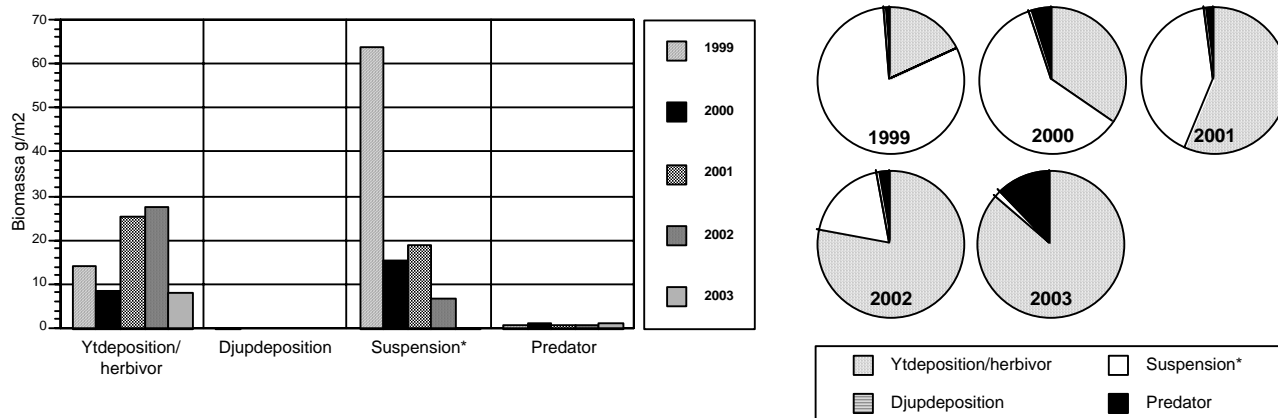 70
60
50
40
30
20
10
0
Biomassa g/m2
Ytdeposition/
herbivor
Djupdeposition
Suspension*
Predator
1999
2000
2001
2002
2003
1999
2000
2001
2002
2003
Ytdeposition/herbivor
Suspension*
Djupdeposition
Predator